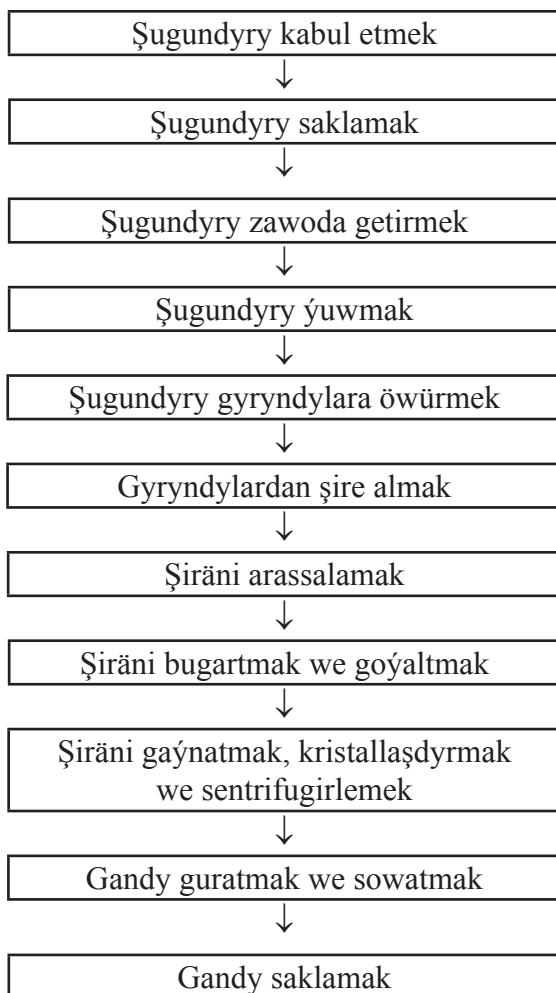 Şugundyry kabul etmek
↓
Şugundyry saklamak
↓
Şugundyry zawoda getirmek
↓
Şugundyry ýuwmak
↓
Şugundyry gyryndylara öwürmek
↓
Gyryndylardan şire almak
↓
Şiräni arassalamak
↓
Şiräni bugartmak we goýaltmak
↓
Şiräni gaýnatmak, kristallaşdyrmak
we sentrifugirlemek
↓
Gandy guratmak we sowatmak
↓
Gandy saklamak